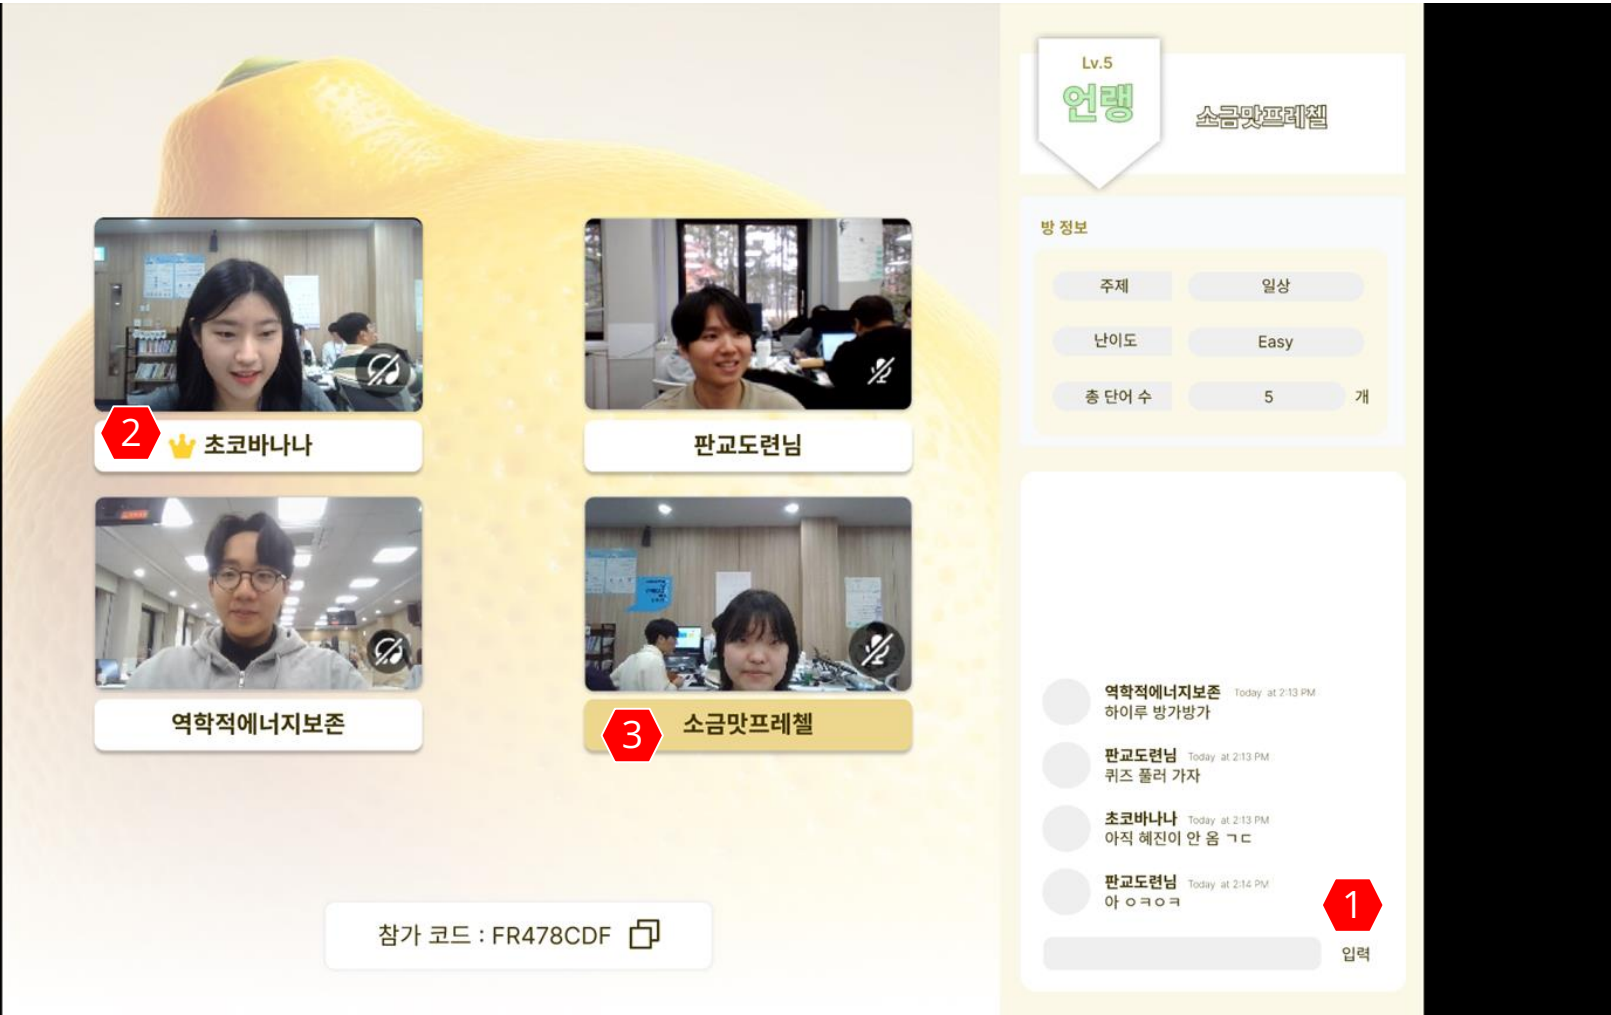 초코바나나
2
판교도련님
역학적에너지보존
소금맛프레첼
3
참가 코드 : FR478CDF
Lv.5
언랭
소금맛프레첼
방 정보
주제 일상
난이도 Easy
총 단어 수 5 개
역학적에너지보존 Today at 2:13 PM
하이루 방가방가
판교도련님 Today at 2:13 PM
퀴즈 풀러 가자
초코바나나 Today at 2:13 PM
아직 혜진이 안 옴 ㄱㄷ
판교도련님 Today at 2:14 PM
아 ㅇㅋㅇㅋ
1
입력